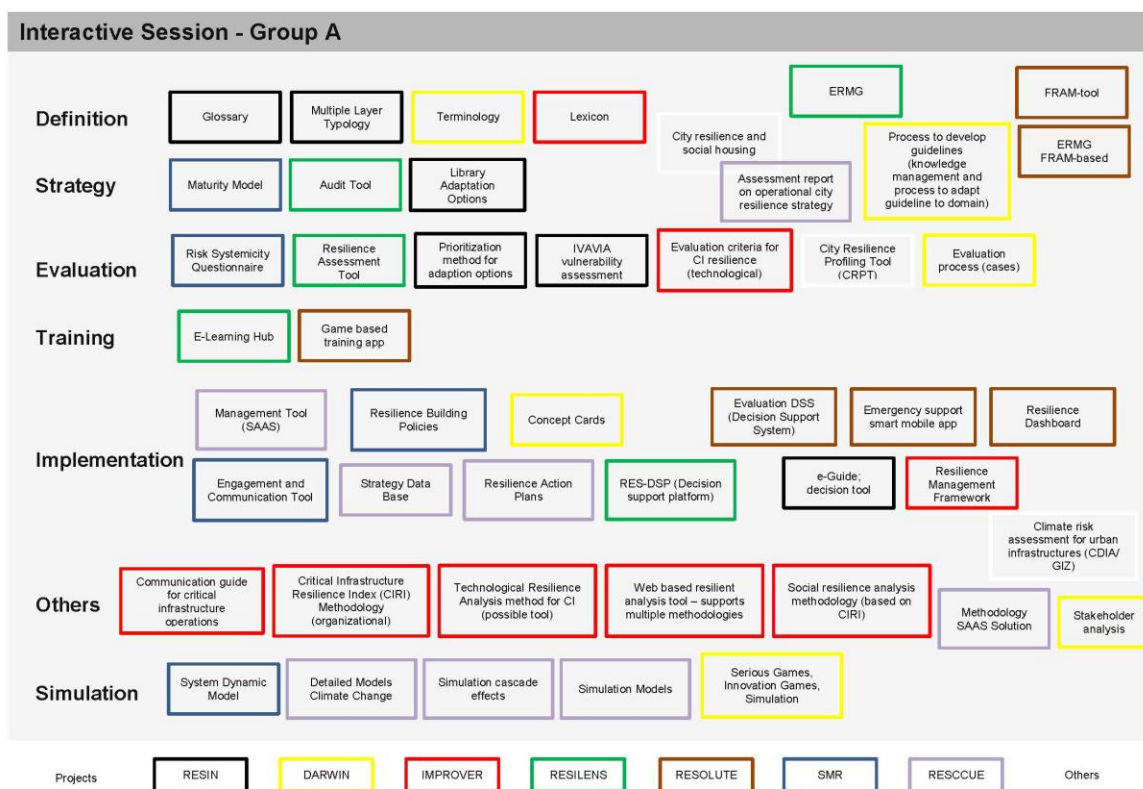 Interactive Session - Group A
Definition
Glossary
Multiple Layer
Typology
Terminology
Lexicon
City resilience and
social housing
ERMG
Process to develop
guidelines
(knowledge
management and
process to adapt
guideline to domain)
FRAM-tool
ERMG
FRAM-based
Strategy
Maturity Model
Audit Tool
Library
Adaptation
Options
Assessment report
on operational city
resilience strategy
Evaluation
Risk Systemicity
Questionnaire
Resilience
Assessment
Tool
Prioritization
method for
adaption options
IVAVIA
vulnerability
assessment
Evaluation criteria for
CI resilience
(technological)
City Resilience
Profiling Tool
(CRPT)
Evaluation
process (cases)
Training
E-Learning Hub
Game based
training app
Implementation
Management Tool
(SAAS)
Resilience Building
Policies
Concept Cards
Evaluation DSS
(Decision Support
System)
Emergency support
smart mobile app
Resilience
Dashboard
Engagement and
Communication Tool
Strategy Data
Base
Resilience Action
Plans
RES-DSP (Decision
support platform)
e-Guide;
decision tool
Resilience
Management
Framework
Climate risk
assessment for urban
infrastructures (CDIA/
GIZ)
Others
Communication guide
for critical
infrastructure
operations
Critical Infrastructure
Resilience Index (CIRI)
Methodology
(organizational)
Technological Resilience
Analysis method for CI
(possible tool)
Web based resilient
analysis tool – supports
multiple methodologies
Social resilience analysis
methodology (based on
CIRI)
Methodology
SAAS Solution
Stakeholder
analysis
Simulation
System Dynamic
Model
Detailed Models
Climate Change
Simulation cascade
effects
Simulation Models
Serious Games,
Innovation Games,
Simulation
Projects
RESIN
DARWIN
IMPROVER
RESILENS
RESOLUTE
SMR
RESCCUE
Others